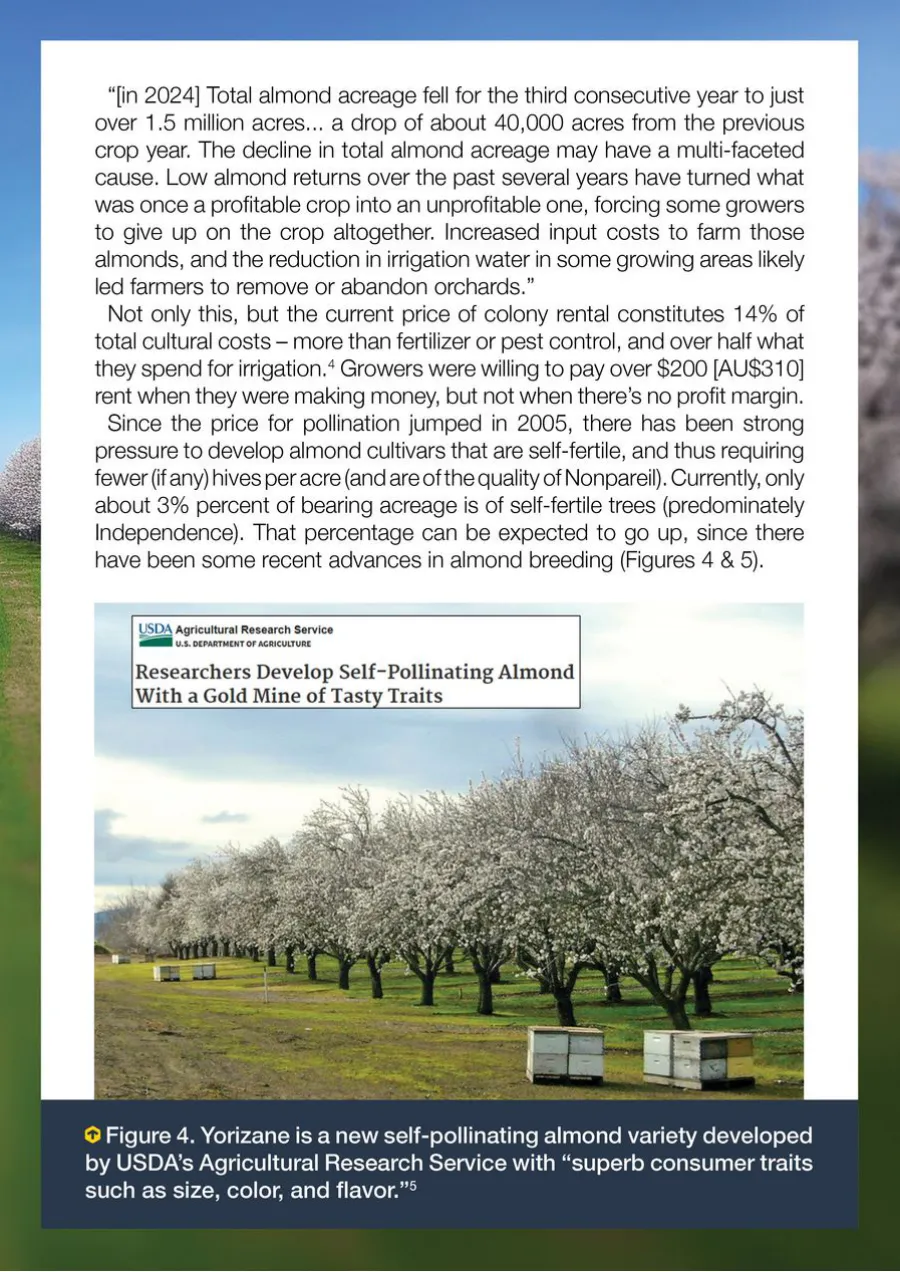 “[in 2024] Total almond acreage fell for the third consecutive year to just
over 1.5 million acres... a drop of about 40,000 acres from the previous
crop year. The decline in total almond acreage may have a multi-faceted
cause. Low almond returns over the past several years have turned what
was once a profitable crop into an unprofitable one, forcing some growers
to give up on the crop altogether. Increased input costs to farm those
almonds, and the reduction in irrigation water in some growing areas likely
led farmers to remove or abandon orchards.”
Not only this, but the current price of colony rental constitutes 14% of
total cultural costs – more than fertilizer or pest control, and over half what
they spend for irrigation.⁴ Growers were willing to pay over $200 [AU$310]
rent when they were making money, but not when there’s no profit margin.
Since the price for pollination jumped in 2005, there has been strong
pressure to develop almond cultivars that are self-fertile, and thus requiring
fewer (if any) hives per acre (and are of the quality of Nonpareil). Currently, only
about 3% percent of bearing acreage is of self-fertile trees (predominately
Independence). That percentage can be expected to go up, since there
have been some recent advances in almond breeding (Figures 4 & 5).
USDA Agricultural Research Service
U.S. DEPARTMENT OF AGRICULTURE
Researchers Develop Self-Pollinating Almond
With a Gold Mine of Tasty Traits
Figure 4. Yorizane is a new self-pollinating almond variety developed
by USDA’s Agricultural Research Service with “superb consumer traits
such as size, color, and flavor.”⁵